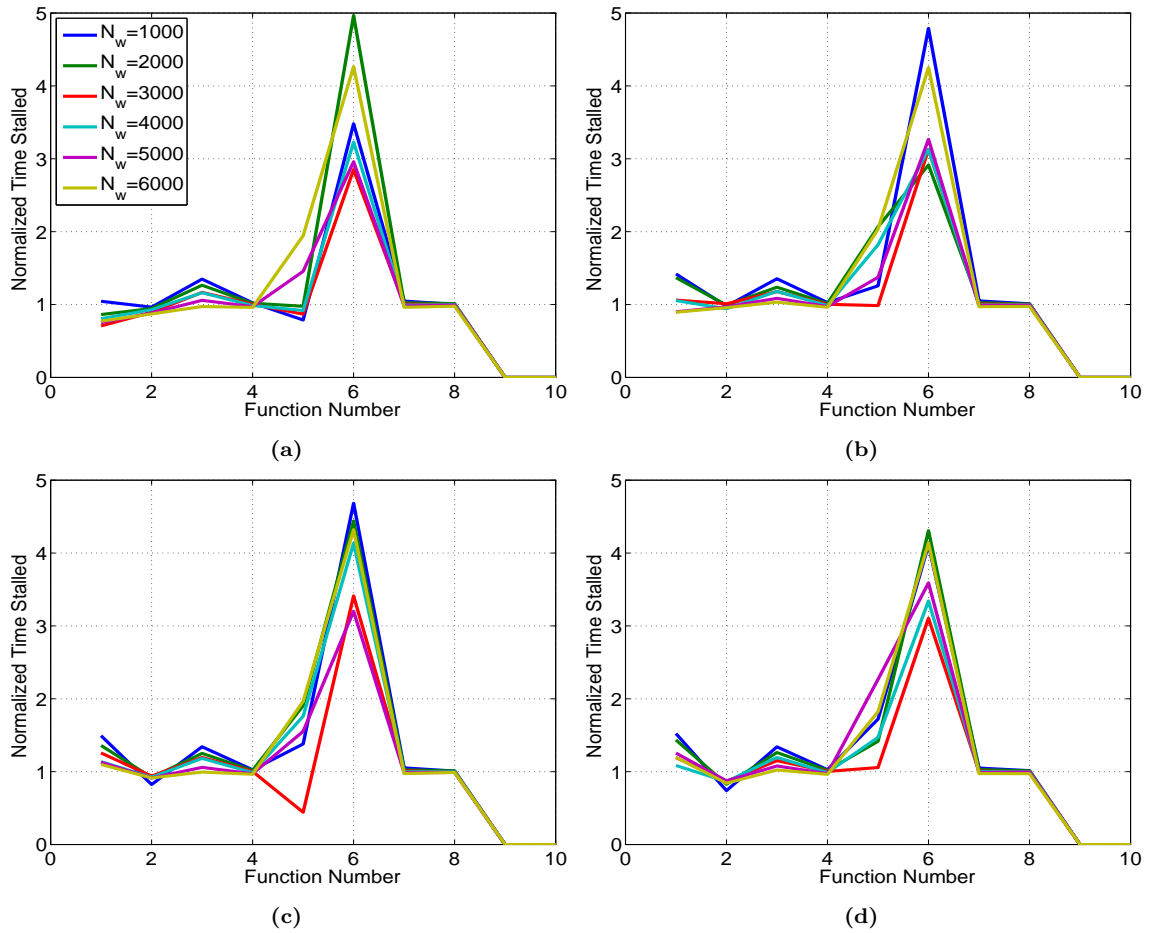 5
4
3
2
1
0
Normalized Time Stalled
N_w=1000
N_w=2000
N_w=3000
N_w=4000
N_w=5000
N_w=6000
0 2 4 6 8 10
Function Number
(a)
5
4
3
2
1
0
Normalized Time Stalled
0 2 4 6 8 10
Function Number
(b)
5
4
3
2
1
0
Normalized Time Stalled
0 2 4 6 8 10
Function Number
(c)
5
4
3
2
1
0
Normalized Time Stalled
0 2 4 6 8 10
Function Number
(d)